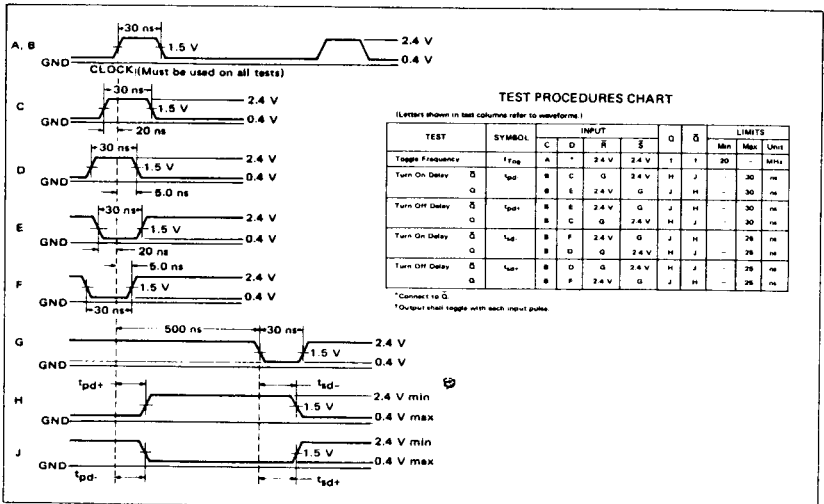 30 ns
A, B
1.5 V
2.4 V
0.4 V
GND
CLOCK (Must be used on all tests)
30 ns
C
1.5 V
2.4 V
0.4 V
GND
20 ns
30 ns
D
1.5 V
2.4 V
0.4 V
GND
5.0 ns
30 ns
E
1.5 V
2.4 V
0.4 V
GND
20 ns
5.0 ns
F
1.5 V
2.4 V
0.4 V
GND
30 ns
500 ns 30 ns
G
1.5 V
2.4 V
0.4 V
GND
tpd+ tsd-
H
1.5 V
2.4 V min
0.4 V max
GND
J
1.5 V
2.4 V min
0.4 V max
GND
tpd- tsd+
TEST PROCEDURES CHART
(Letters shown in test columns refer to waveforms.)
TEST SYMBOL INPUT Q Q̄ LIMITS
C D R̄ S̄ Min Max Unit
Toggle Frequency fTog A * 2.4 V 2.4 V † † 20 - MHz
Turn On Delay Q̄ tpd- B C G 2.4 V H J - 30 ns
Q B E 2.4 V G J H - 30 ns
Turn Off Delay Q̄ tpd+ B E 2.4 V G J H - 30 ns
Q B C G 2.4 V H J - 30 ns
Turn On Delay Q̄ tsd- B F 2.4 V G J H - 25 ns
Q B D G 2.4 V H J - 25 ns
Turn Off Delay Q̄ tsd+ B D G 2.4 V H J - 25 ns
Q B F 2.4 V G J H - 25 ns
*Connect to Q̄.
†Output shall toggle with each input pulse.